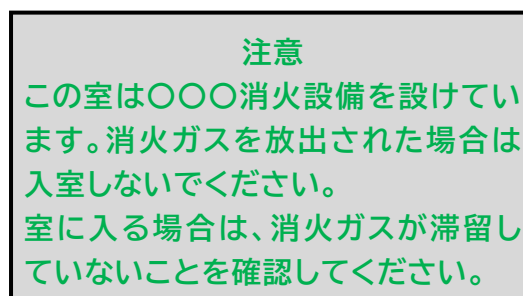 注意
この室は〇〇〇消火設備を設けてい
ます。消火ガスを放出された場合は
入室しないでください。
室に入る場合は、消火ガスが滞留し
ていないことを確認してください。